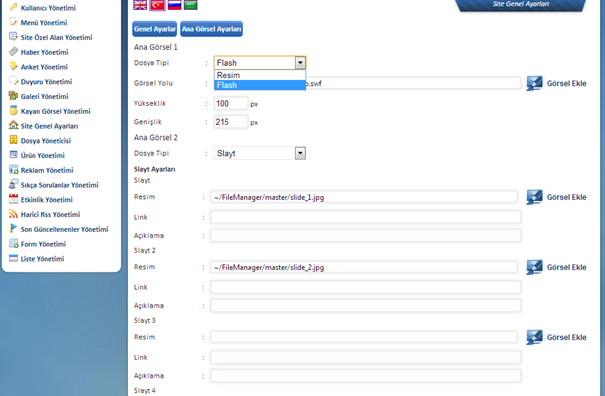 Kullanıcı Yönetimi
Menü Yönetimi
Site Özel Alan Yönetimi
Haber Yönetimi
Anket Yönetimi
Duyuru Yönetimi
Galeri Yönetimi
Kayan Görsel Yönetimi
Site Genel Ayarları
Dosya Yöneticisi
Ürün Yönetimi
Reklam Yönetimi
Sıkça Sorulanlar Yönetimi
Etkinlik Yönetimi
Harici Rss Yönetimi
Son Güncellenenler Yönetimi
Form Yönetimi
Liste Yönetimi
Site Genel Ayarları
Genel Ayarlar Ana Görsel Ayarları
Ana Görsel 1
Dosya Tipi : Flash
Resim
Flash
Görsel Yolu : .swf Görsel Ekle
Yükseklik : 100 px
Genişlik : 215 px
Ana Görsel 2
Dosya Tipi : Slayt
Slayt Ayarları
Slayt
Resim : ~/FileManager/master/slide_1.jpg Görsel Ekle
Link :
Açıklama :
Slayt 2
Resim : ~/FileManager/master/slide_2.jpg Görsel Ekle
Link :
Açıklama :
Slayt 3
Resim : Görsel Ekle
Link :
Açıklama :
Slayt 4